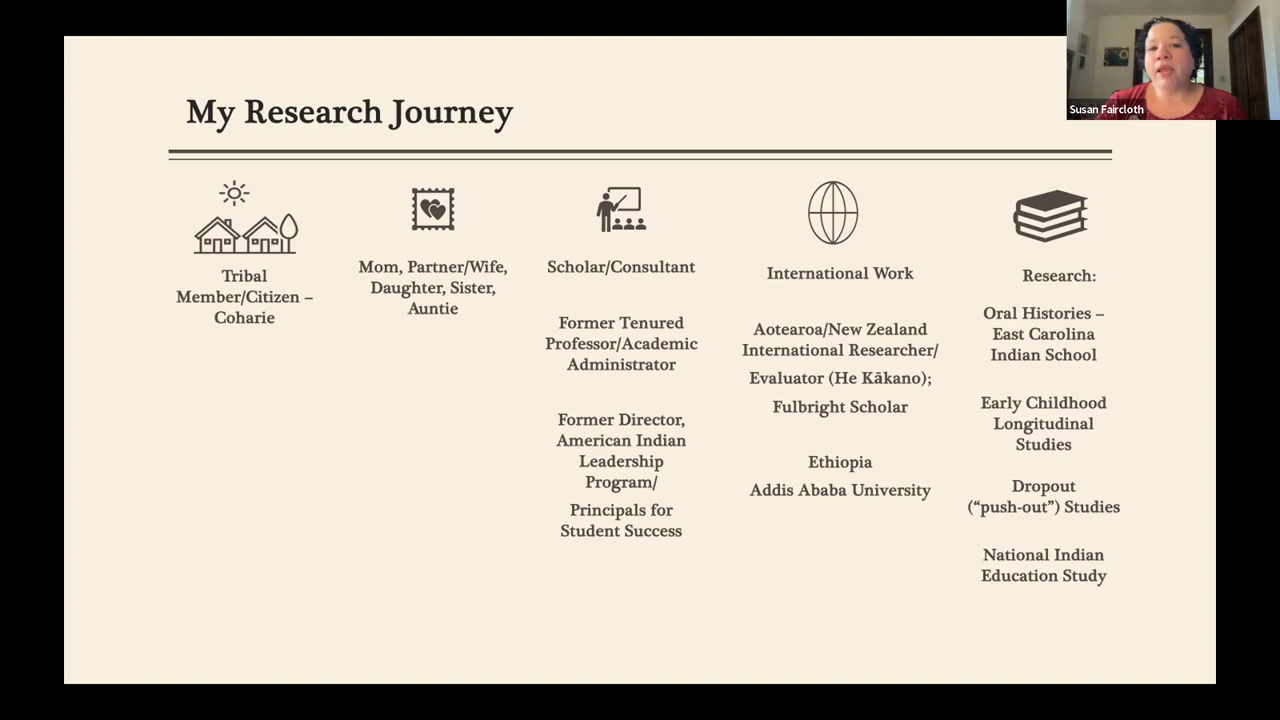 Susan Faircloth
My Research Journey
Tribal
Member/Citizen –
Coharie
Mom, Partner/Wife,
Daughter, Sister,
Auntie
Scholar/Consultant
Former Tenured
Professor/Academic
Administrator
Former Director,
American Indian
Leadership
Program/
Principals for
Student Success
International Work
Aotearoa/New Zealand
International Researcher/
Evaluator (He Kākano);
Fulbright Scholar
Ethiopia
Addis Ababa University
Research:
Oral Histories –
East Carolina
Indian School
Early Childhood
Longitudinal
Studies
Dropout
(“push-out”) Studies
National Indian
Education Study